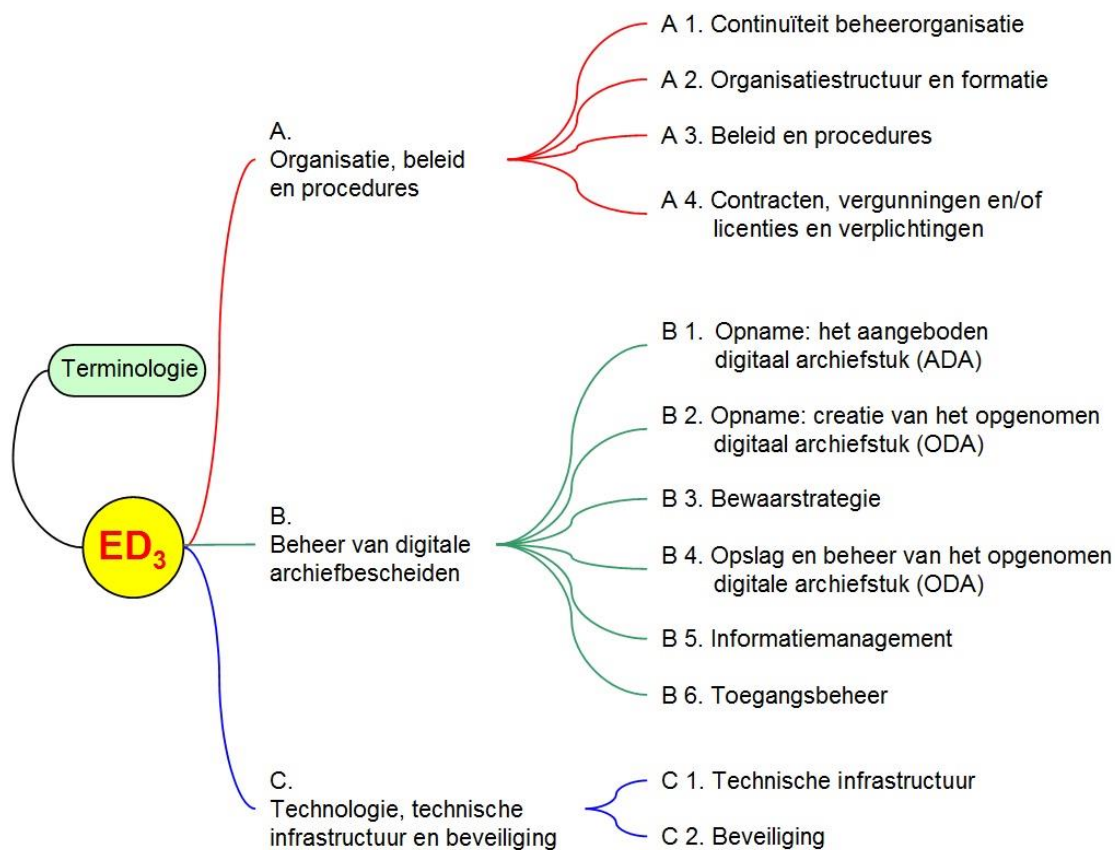 A 1. Continuïteit beheerorganisatie
A 2. Organisatiestructuur en formatie
A.
Organisatie, beleid
en procedures
A 3. Beleid en procedures
A 4. Contracten, vergunningen en/of
licenties en verplichtingen
Terminologie
B 1. Opname: het aangeboden
digitaal archiefstuk (ADA)
B 2. Opname: creatie van het opgenomen
digitaal archiefstuk (ODA)
B 3. Bewaarstrategie
ED3
B.
Beheer van digitale
archiefbescheiden
B 4. Opslag en beheer van het opgenomen
digitale archiefstuk (ODA)
B 5. Informatiemanagement
B 6. Toegangsbeheer
C.
Technologie, technische
infrastructuur en beveiliging
C 1. Technische infrastructuur
C 2. Beveiliging